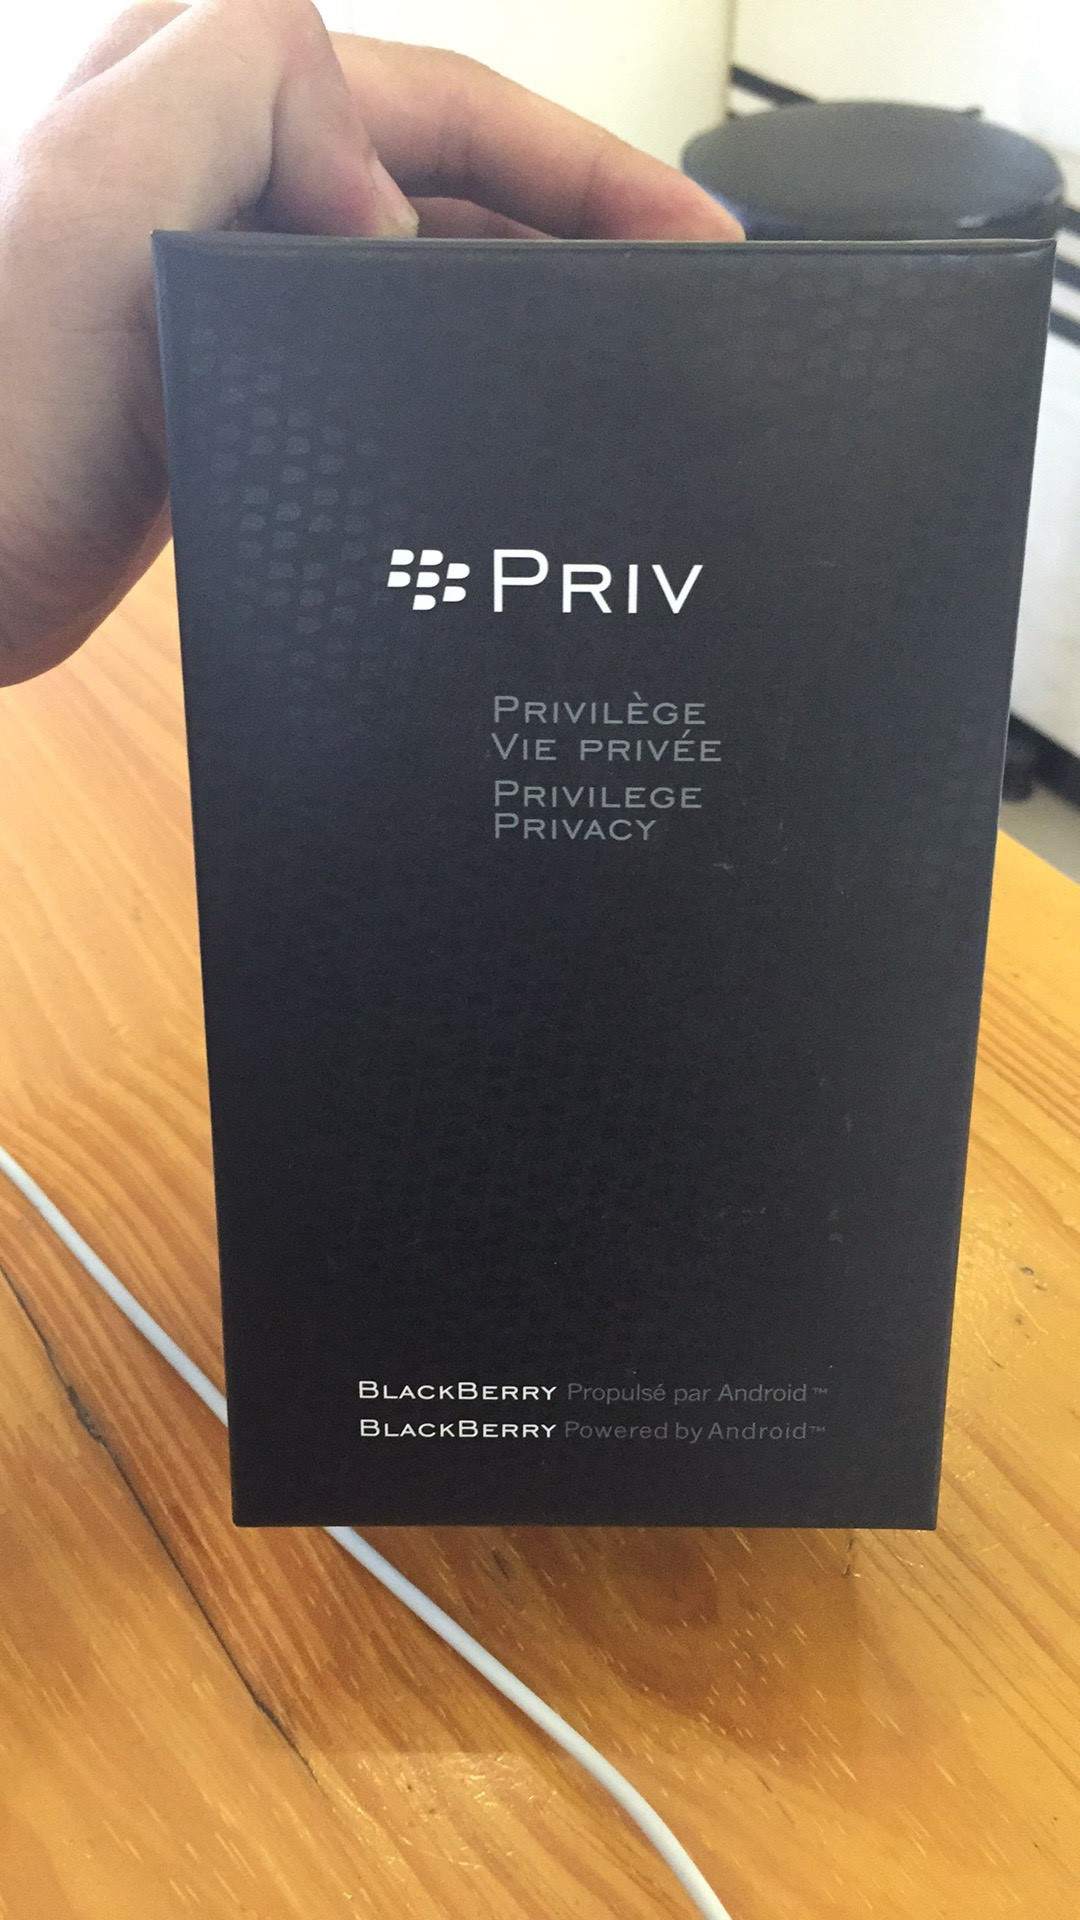 PRIV
PRIVILÈGE
VIE PRIVÉE
PRIVILEGE
PRIVACY
BLACKBERRY Propulsé par Android™
BLACKBERRY Powered by Android™